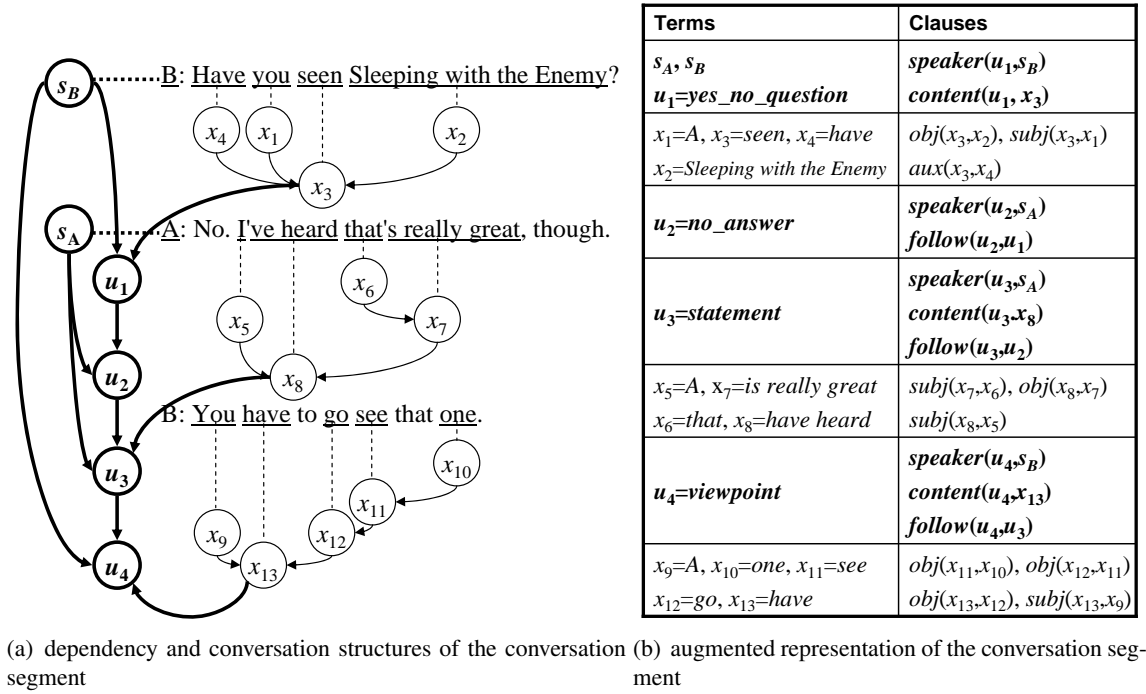 s_B
B: Have you seen Sleeping with the Enemy?
x_4
x_1
x_2
x_3
s_A
A: No. I've heard that's really great, though.
u_1
x_6
x_5
x_7
u_2
x_8
B: You have to go see that one.
u_3
x_10
x_11
x_9
x_12
x_13
u_4
(a) dependency and conversation structures of the conversation
segment
Terms Clauses
s_A, s_B speaker(u_1,s_B)
u_1=yes_no_question content(u_1, x_3)
x_1=A, x_3=seen, x_4=have obj(x_3,x_2), subj(x_3,x_1)
x_2=Sleeping with the Enemy aux(x_3,x_4)
u_2=no_answer speaker(u_2,s_A)
follow(u_2,u_1)
speaker(u_3,s_A)
u_3=statement content(u_3.x_8)
follow(u_3,u_2)
x_5=A, x_7=is really great subj(x_7,x_6), obj(x_8,x_7)
x_6=that, x_8=have heard subj(x_8,x_5)
speaker(u_4,s_B)
u_4=viewpoint content(u_4,x_13)
follow(u_4,u_3)
x_9=A, x_10=one, x_11=see obj(x_11,x_10), obj(x_12,x_11)
x_12=go, x_13=have obj(x_13,x_12), subj(x_13,x_9)
(b) augmented representation of the conversation seg-
ment